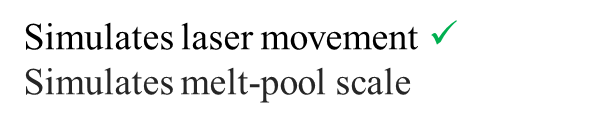 Simulates laser movement ✓
Simulates melt-pool scale